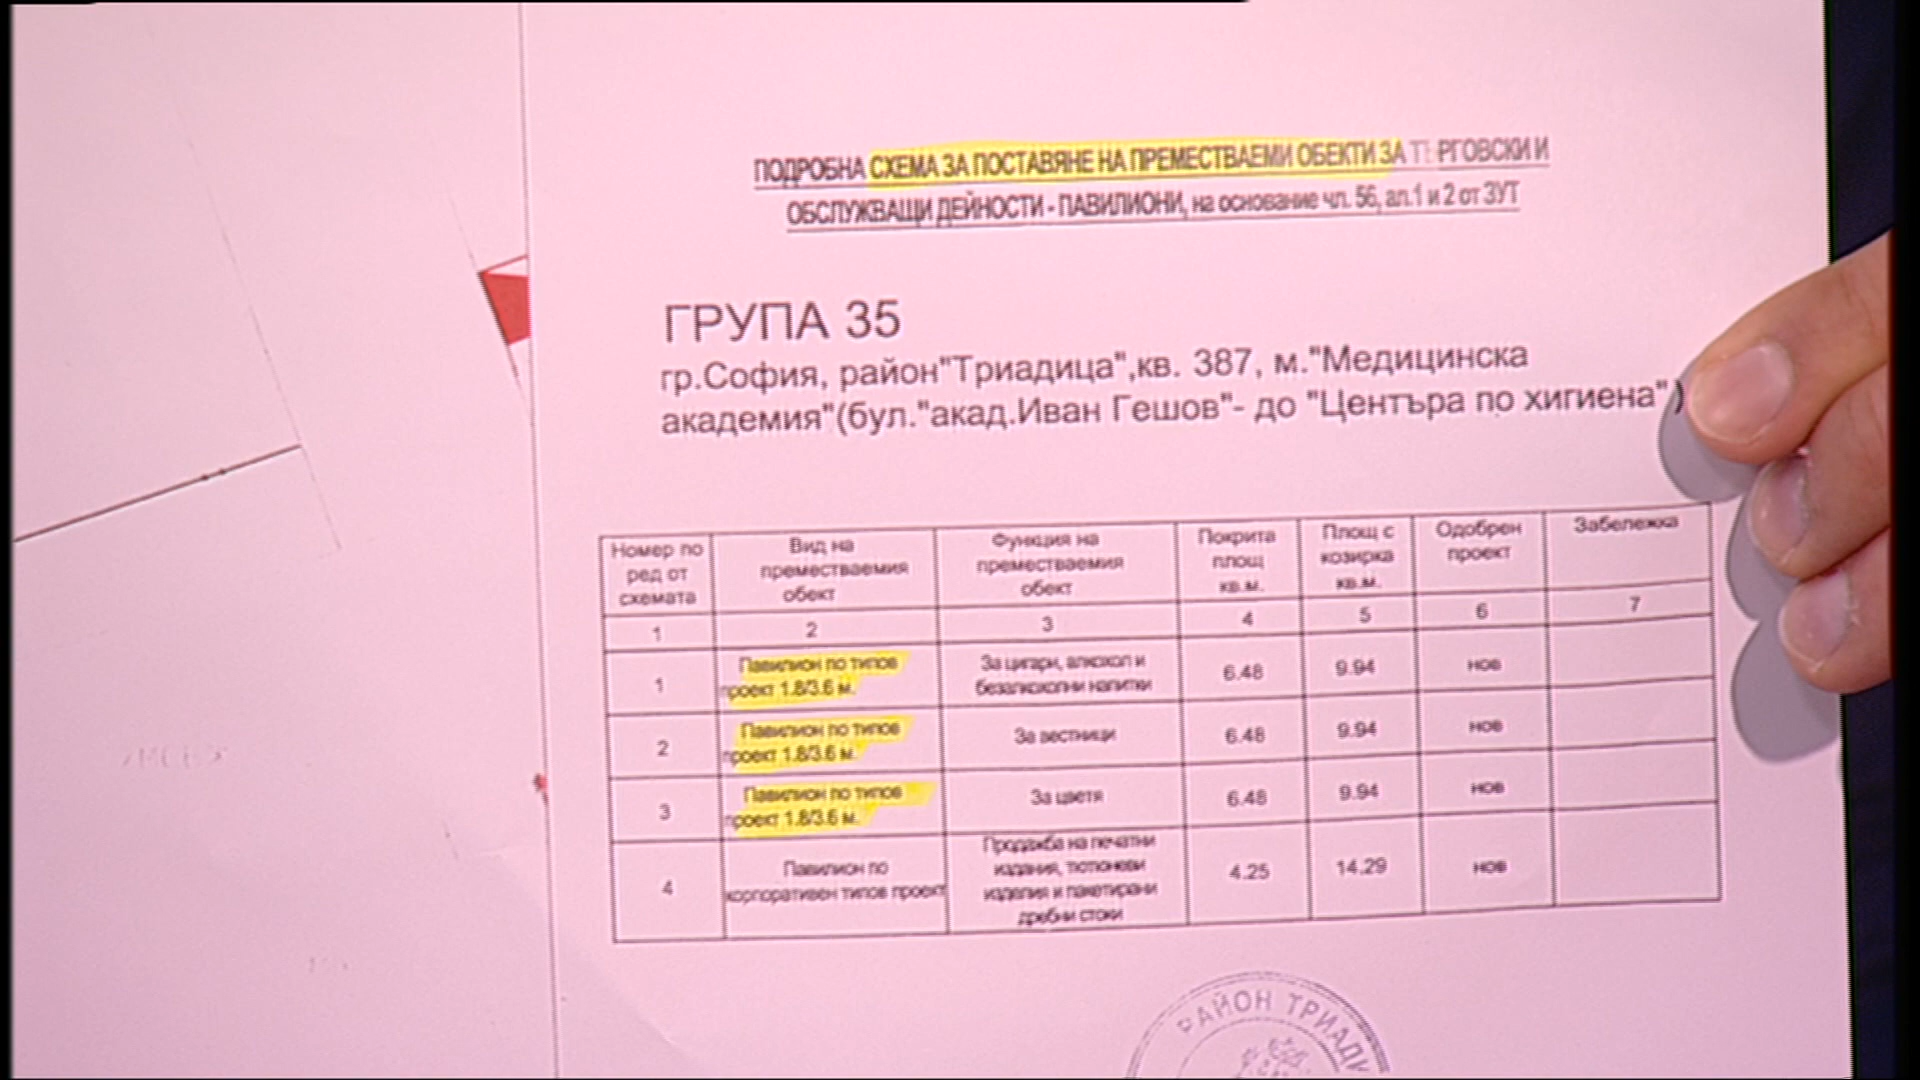 ПОДРОБНА СХЕМА ЗА ПОСТАВЯНЕ НА ПРЕМЕСТВАЕМИ ОБЕКТИ ЗА ТЪРГОВСКИ И
ОБСЛУЖВАЩИ ДЕЙНОСТИ - ПАВИЛИОНИ, на основание чл. 56, ал.1 и 2 от ЗУТ
ГРУПА 35
гр.София, район"Триадица",кв. 387, м."Медицинска
академия"(бул."акад.Иван Гешов"- до "Центъра по хигиена")
Номер по
ред от
схемата
Вид на
преместваемия
обект
Функция на
преместваемия
обект
Покрита
площ
кв.м.
Площ с
козирка
кв.м.
Одобрен
проект
Забележка
1 2 3 4 5 6 7
1
Павилион по типов
проект 1.8/3.6 м.
За цигари, алкохол и
безалкохолни напитки
6.48 9.94 нов
2
Павилион по типов
проект 1.8/3.6 м.
За вестници
6.48 9.94 нов
3
Павилион по типов
проект 1.8/3.6 м.
За цветя
6.48 9.94 нов
4
Павилион по
корпоративен типов проект
Продажба на печатни
издания, тютюневи
изделия и пакетирани
дребни стоки
4.25 14.29 нов
РАЙОН ТРИАДИ